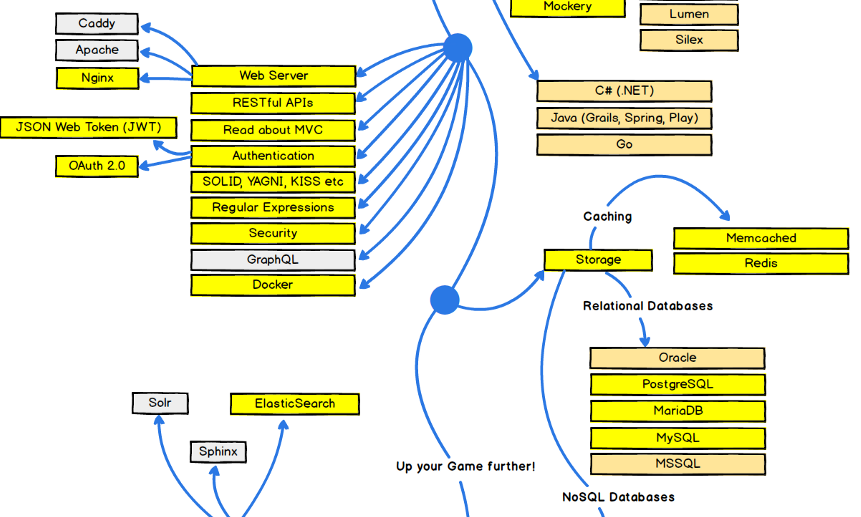 Mockery
Lumen
Silex
Caddy
Apache
Nginx
Web Server
RESTful APIs
Read about MVC
Authentication
SOLID, YAGNI, KISS etc
Regular Expressions
Security
GraphQL
Docker
JSON Web Token (JWT)
OAuth 2.0
C# (.NET)
Java (Grails, Spring, Play)
Go
Caching
Memcached
Redis
Storage
Relational Databases
Oracle
PostgreSQL
MariaDB
MySQL
MSSQL
Solr
ElasticSearch
Sphinx
Up your Game further!
NoSQL Databases